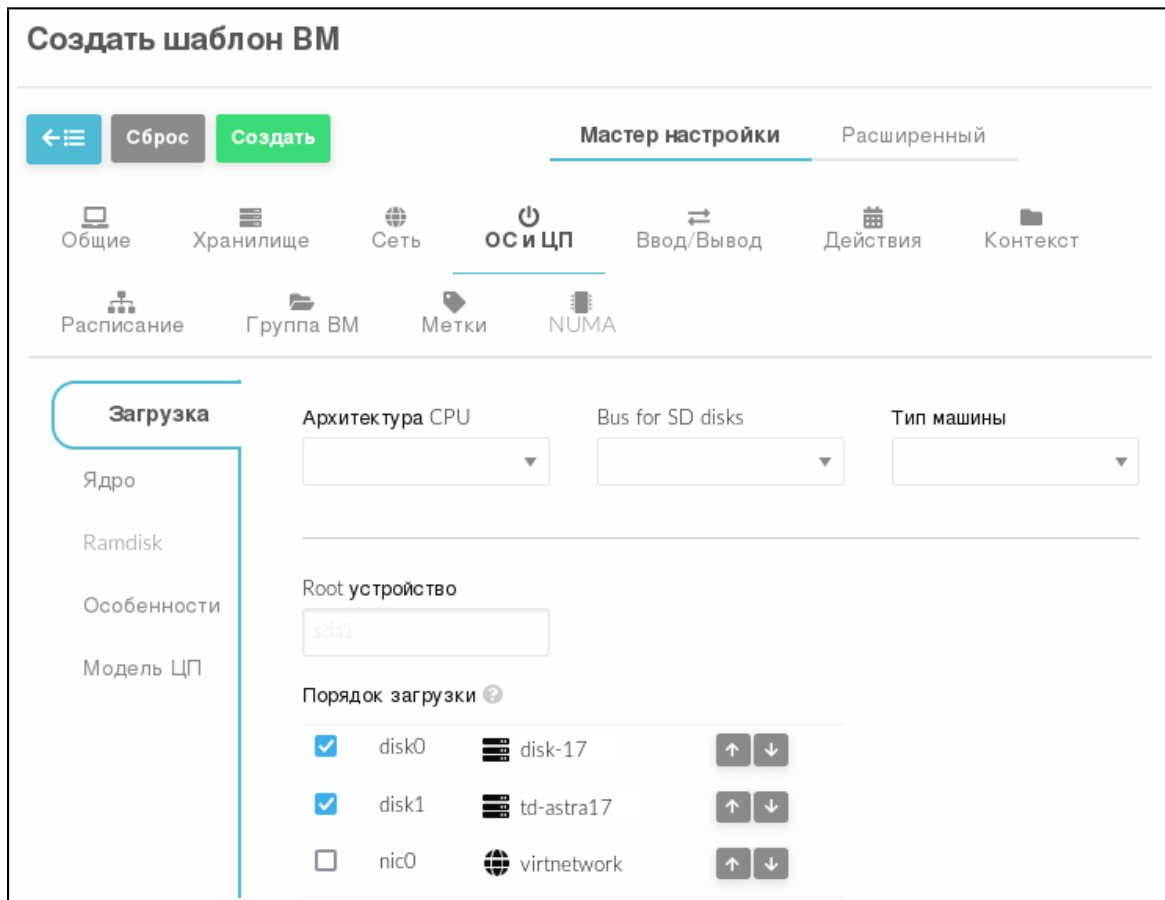 Создать шаблон ВМ
Сброс Создать Мастер настройки Расширенный
Общие Хранилище Сеть ОС и ЦП Ввод/Вывод Действия Контекст
Расписание Группа ВМ Метки NUMA
Загрузка
Ядро
Ramdisk
Особенности
Модель ЦП
Архитектура CPU Bus for SD disks Тип машины
Root устройство
sda1
Порядок загрузки
disk0 disk-17
disk1 td-astra17
nic0 virtnetwork